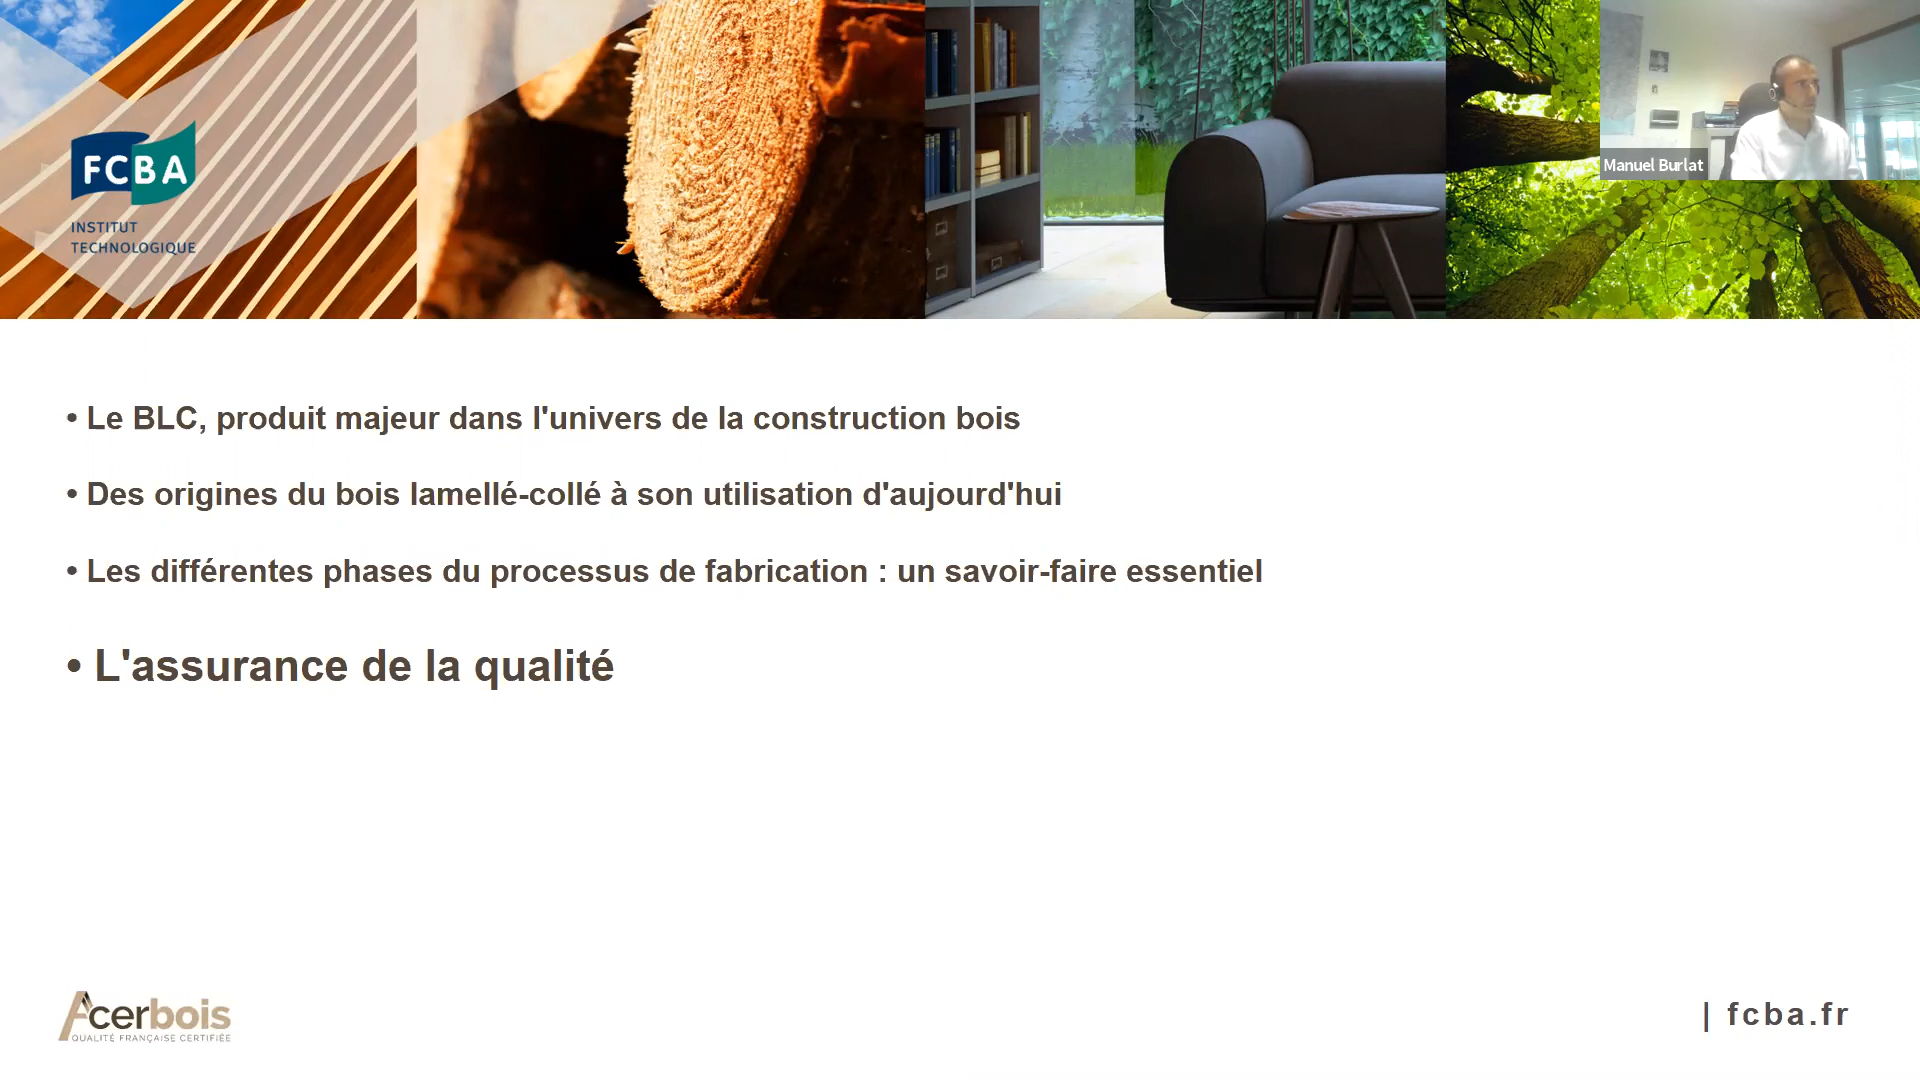 FCBA
INSTITUT
TECHNOLOGIQUE
Manuel Burlat
• Le BLC, produit majeur dans l'univers de la construction bois
• Des origines du bois lamellé-collé à son utilisation d'aujourd'hui
• Les différentes phases du processus de fabrication : un savoir-faire essentiel
• L'assurance de la qualité
Acerbois
QUALITÉ FRANÇAISE CERTIFIÉE
| fcba.fr